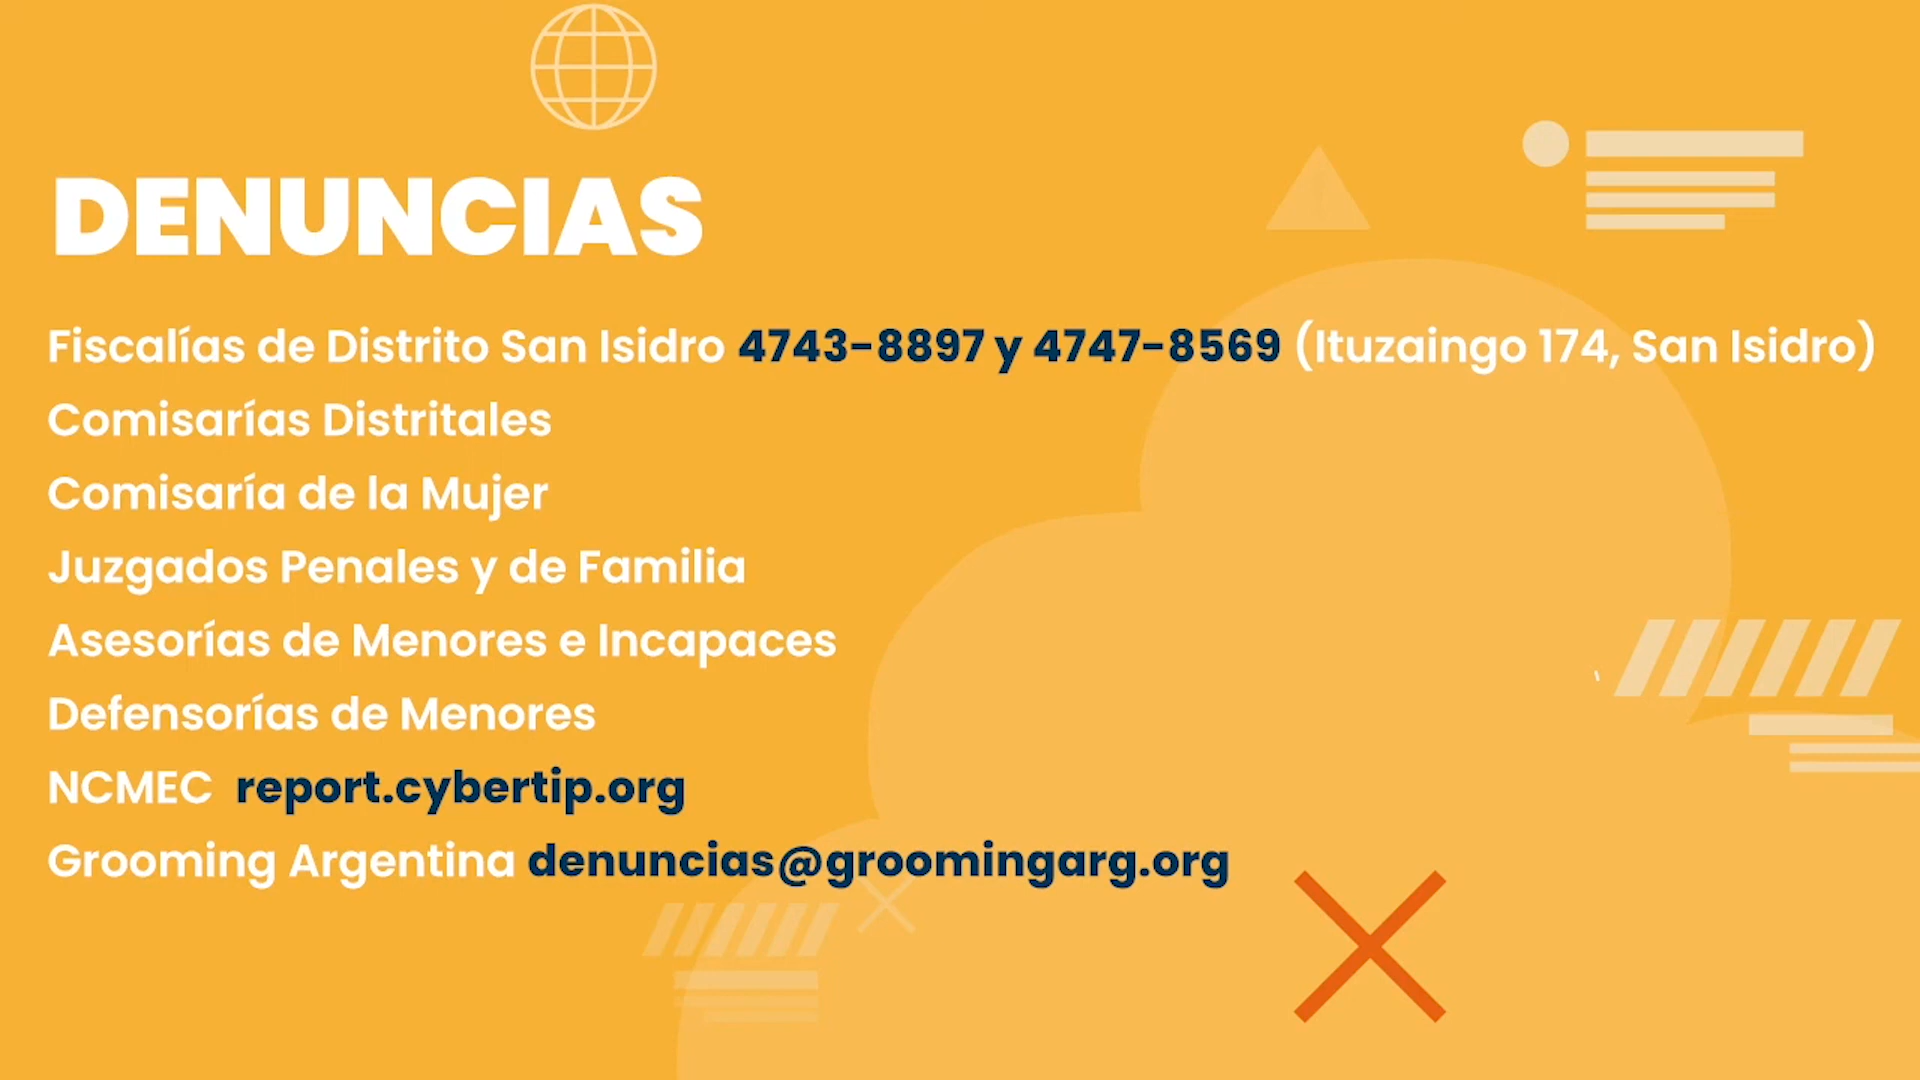 DENUNCIAS
Fiscalías de Distrito San Isidro 4743-8897 y 4747-8569 (Ituzaingo 174, San Isidro)
Comisarías Distritales
Comisaría de la Mujer
Juzgados Penales y de Familia
Asesorías de Menores e Incapaces
Defensorías de Menores
NCMEC report.cybertip.org
Grooming Argentina denuncias@groomingarg.org